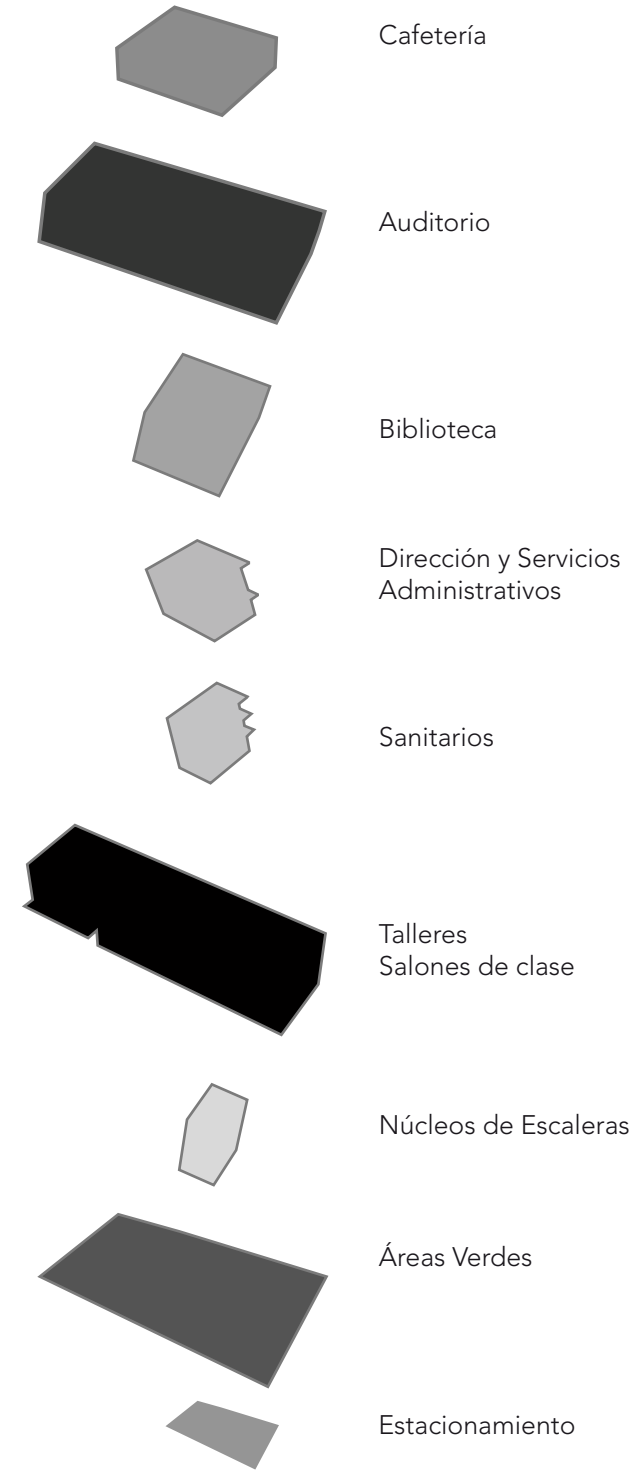 Cafetería
Auditorio
Biblioteca
Dirección y Servicios
Administrativos
Sanitarios
Talleres
Salones de clase
Núcleos de Escaleras
Áreas Verdes
Estacionamiento